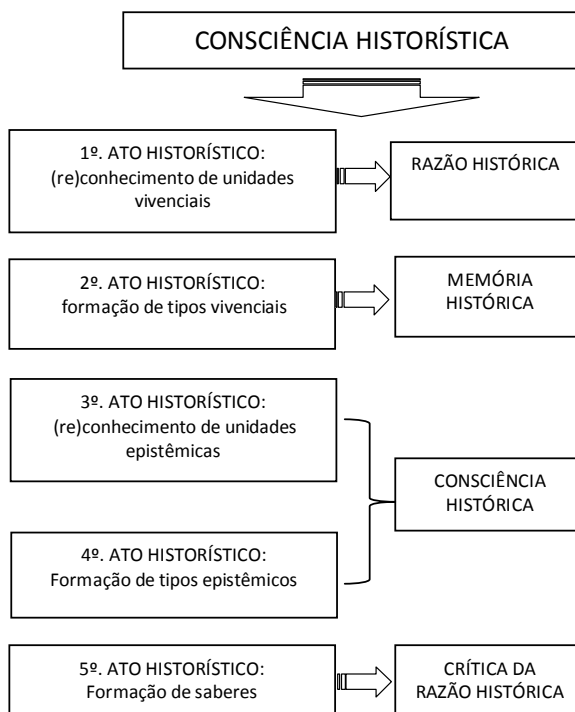 CONSCIÊNCIA HISTORÍSTICA
1º. ATO HISTORÍSTICO:
(re)conhecimento de unidades
vivenciais
RAZÃO HISTÓRICA
2º. ATO HISTORÍSTICO:
formação de tipos vivenciais
MEMÓRIA
HISTÓRICA
3º. ATO HISTORÍSTICO:
(re)conhecimento de unidades
epistêmicas
CONSCIÊNCIA
HISTÓRICA
4º. ATO HISTORÍSTICO:
Formação de tipos epistêmicos
5º. ATO HISTORÍSTICO:
Formação de saberes
CRÍTICA DA
RAZÃO HISTÓRICA